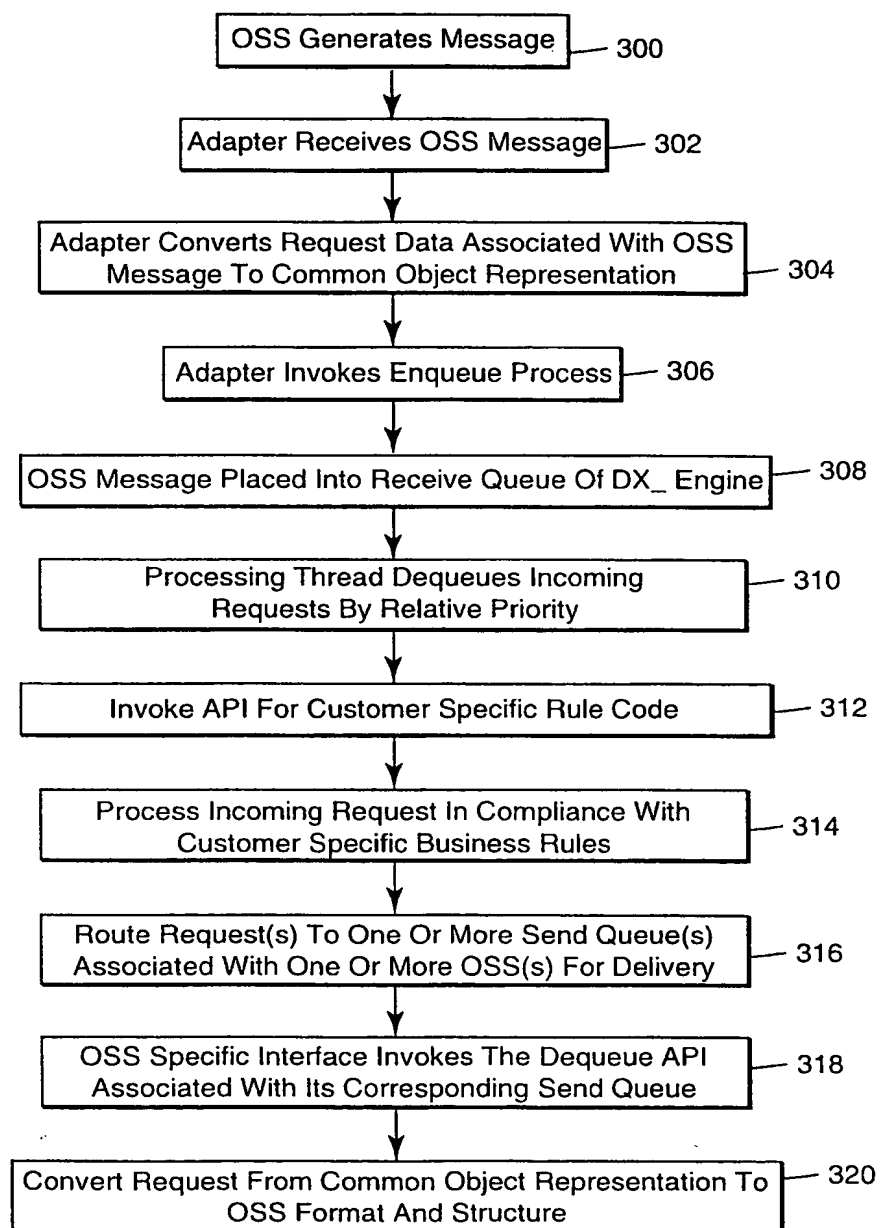 OSS Generates Message
300
Adapter Receives OSS Message
302
Adapter Converts Request Data Associated With OSS
Message To Common Object Representation
304
Adapter Invokes Enqueue Process
306
OSS Message Placed Into Receive Queue Of DX_ Engine
308
Processing Thread Dequeues Incoming
Requests By Relative Priority
310
Invoke API For Customer Specific Rule Code
312
Process Incoming Request In Compliance With
Customer Specific Business Rules
314
Route Request(s) To One Or More Send Queue(s)
Associated With One Or More OSS(s) For Delivery
316
OSS Specific Interface Invokes The Dequeue API
Associated With Its Corresponding Send Queue
318
Convert Request From Common Object Representation To
OSS Format And Structure
320